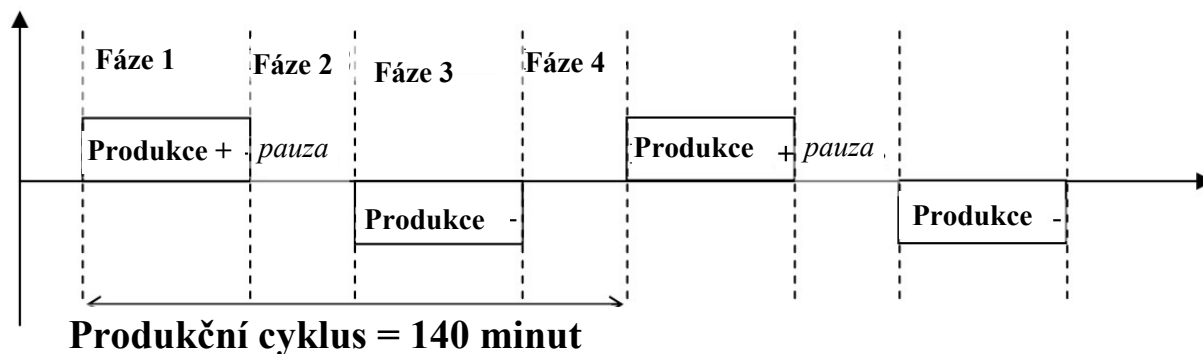 Fáze 1
Fáze 2
Fáze 3
Fáze 4
Produkce +
- pauza
Produkce -
Produkce +
pauza
Produkce -
Produkční cyklus = 140 minut